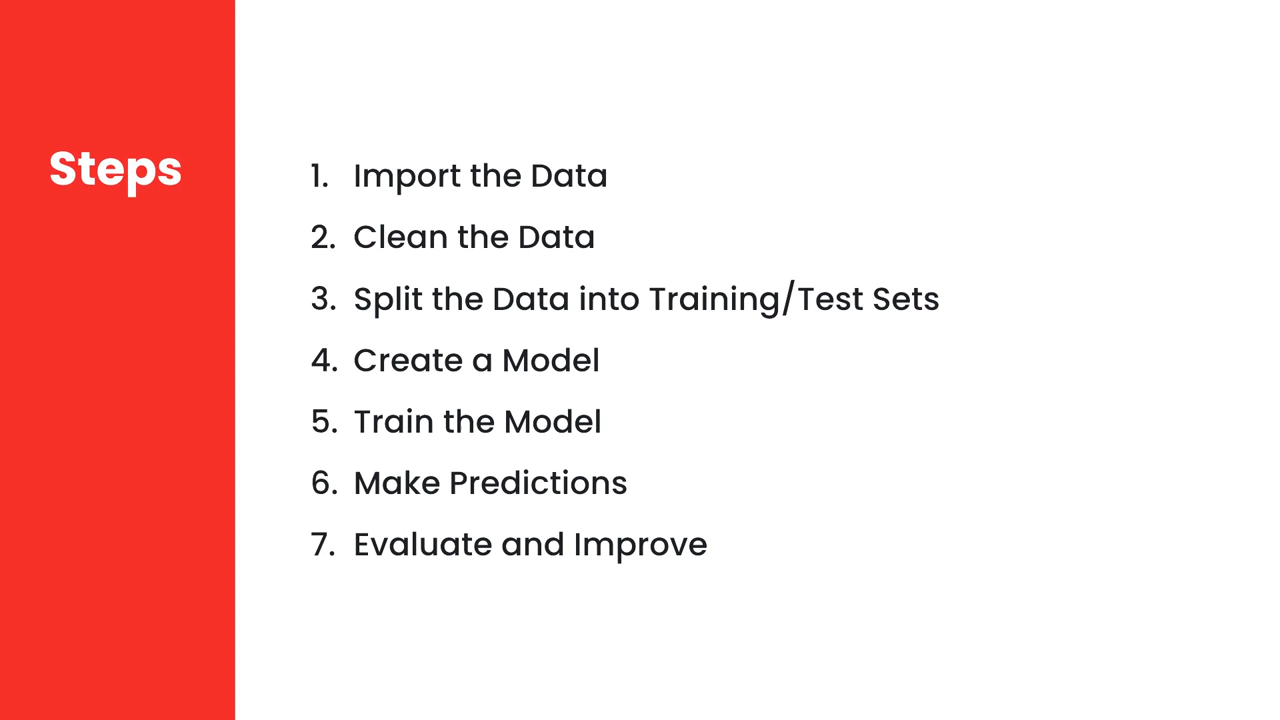 Steps
1. Import the Data
2. Clean the Data
3. Split the Data into Training/Test Sets
4. Create a Model
5. Train the Model
6. Make Predictions
7. Evaluate and Improve